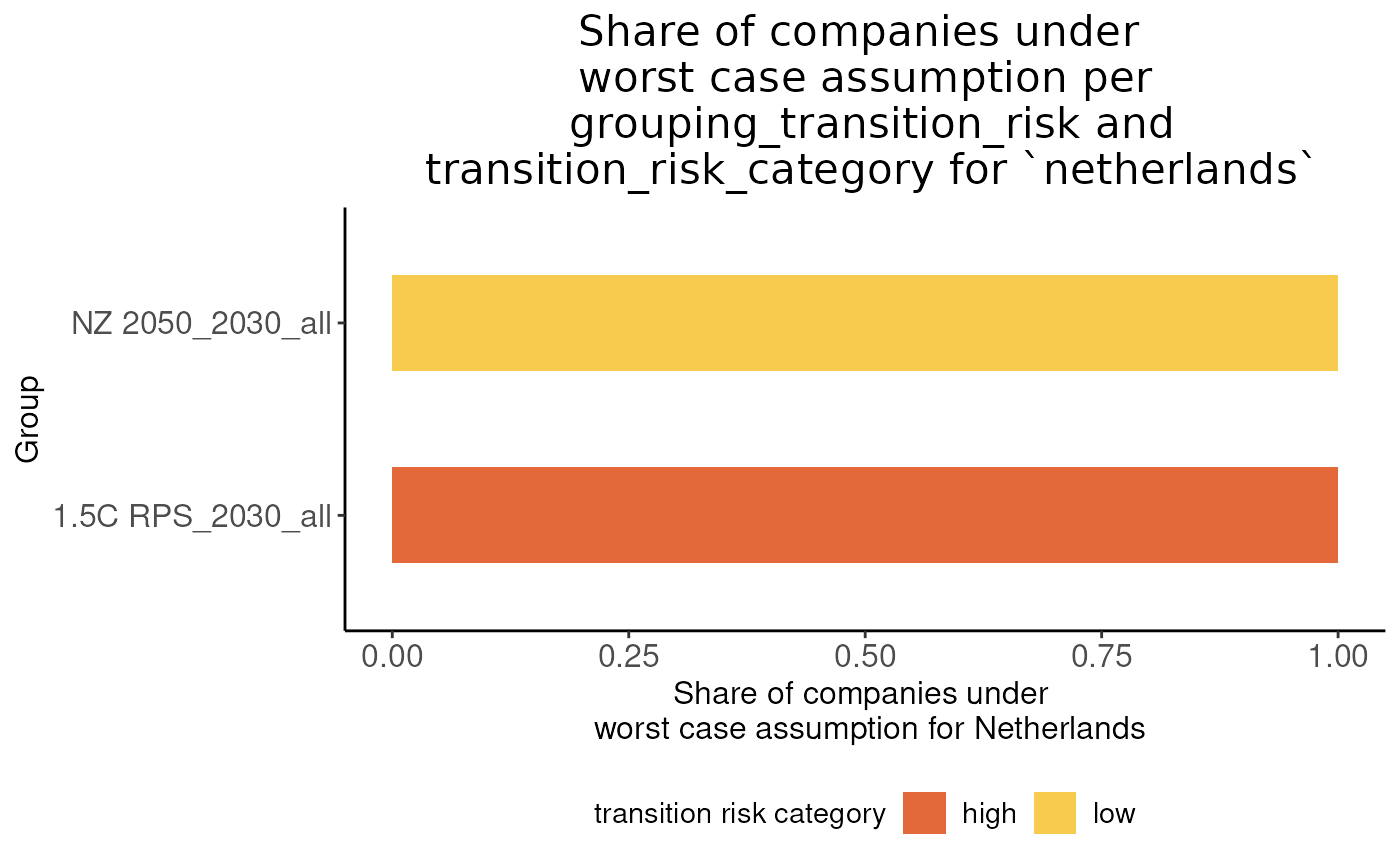 Share of companies under
worst case assumption per
grouping_transition_risk and
transition_risk_category for `netherlands`
Group
NZ 2050_2030_all
1.5C RPS_2030_all
0.00 0.25 0.50 0.75 1.00
Share of companies under
worst case assumption for Netherlands
transition risk category high low